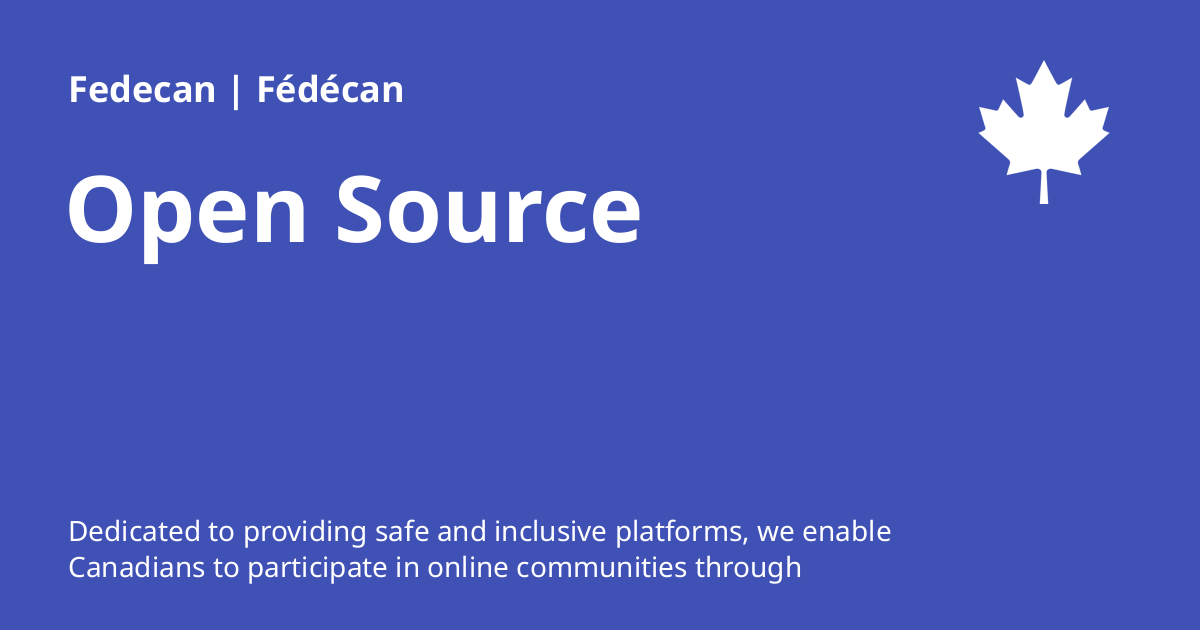 Fedecan | Fédécan
Open Source
Dedicated to providing safe and inclusive platforms, we enable
Canadians to participate in online communities through